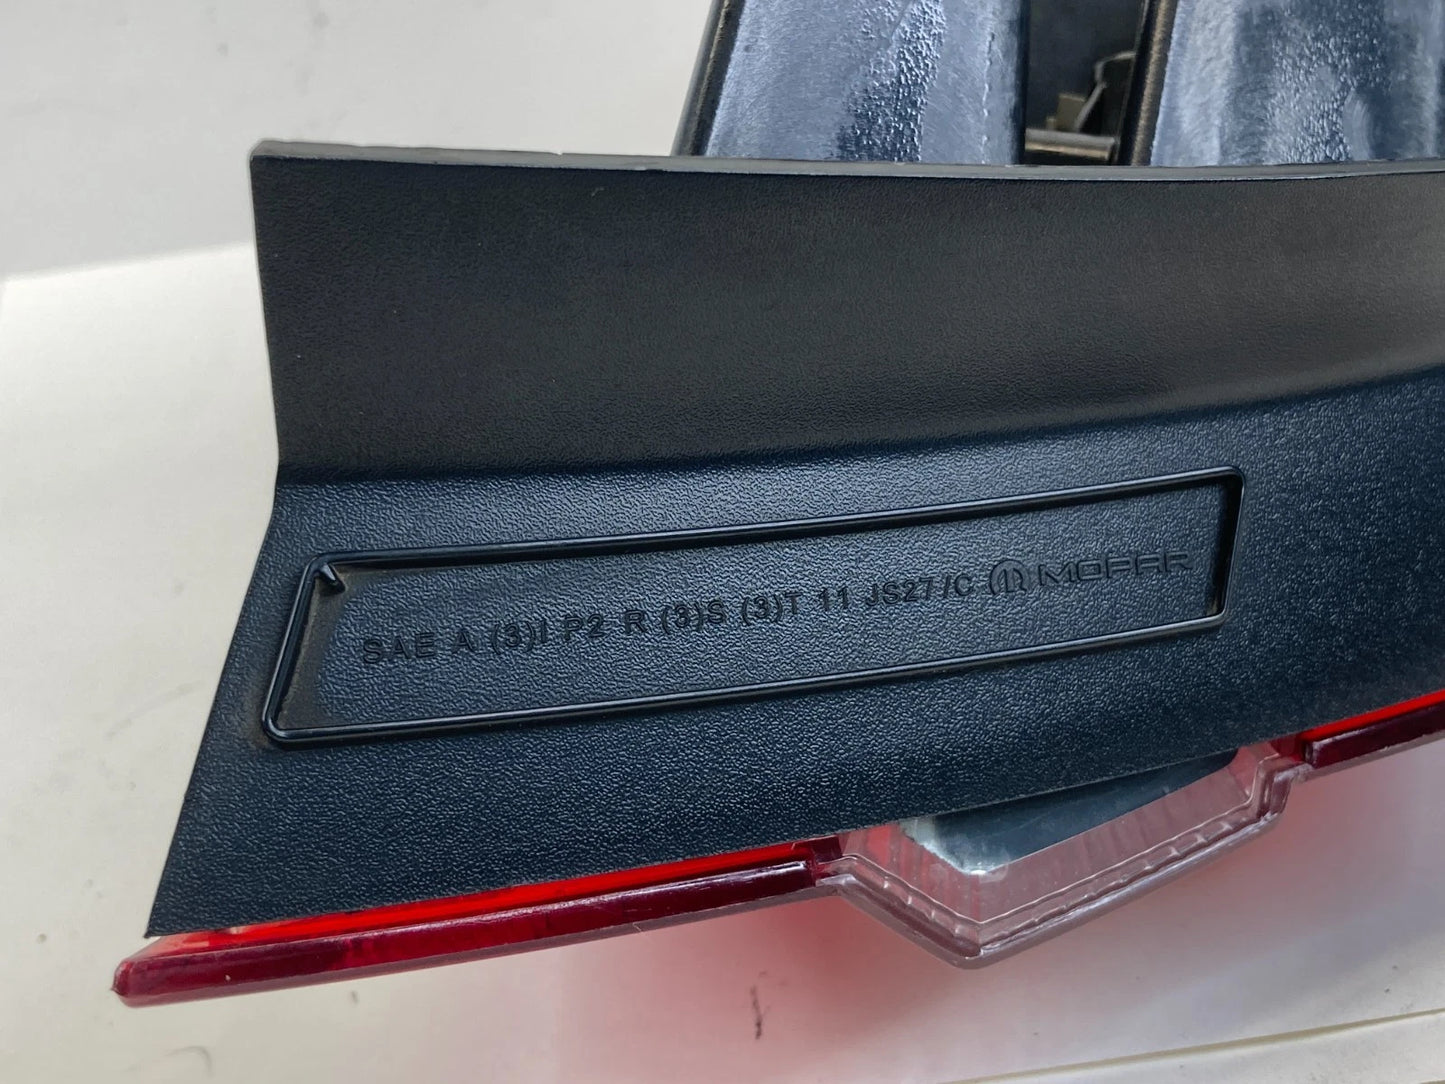 SAE A (3)I P2 R (3)S (3)T 11 JS27/C MOPAR